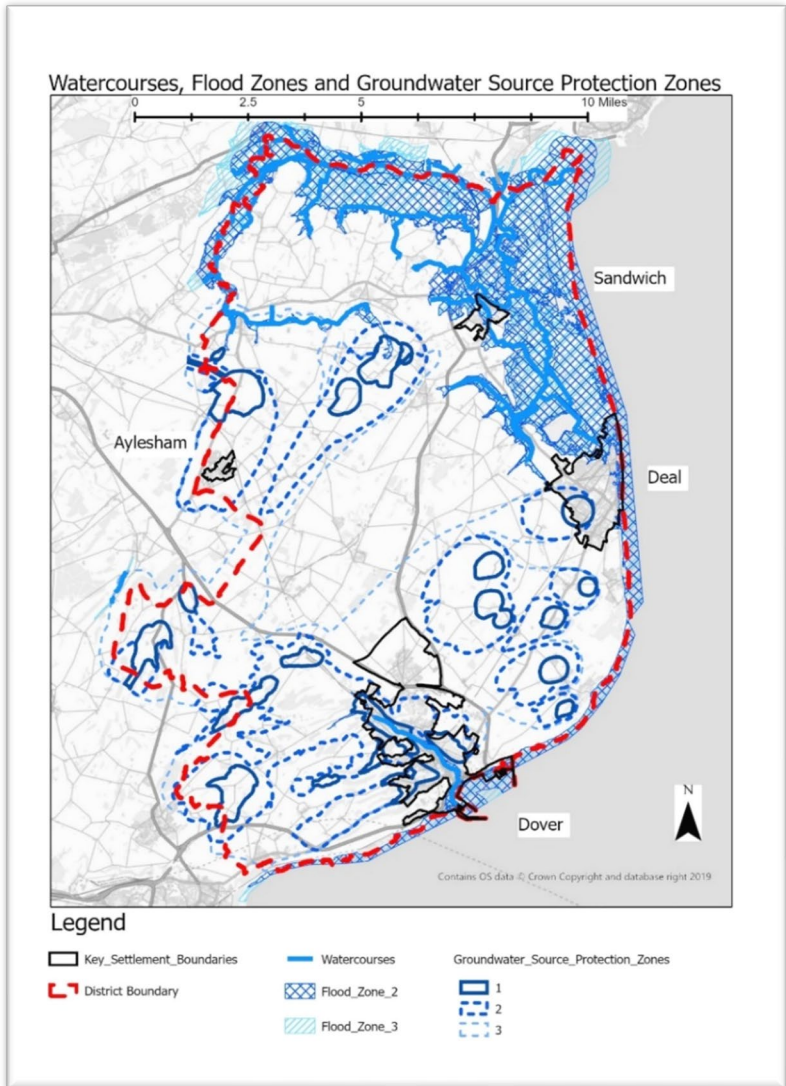 Watercourses, Flood Zones and Groundwater Source Protection Zones
0 2.5 5 10 Miles
Sandwich
Aylesham
Deal
N
Dover
Contains OS data © Crown Copyright and database right 2019
Legend
Key_Settlement_Boundaries
District Boundary
Watercourses
Flood_Zone_2
Flood_Zone_3
Groundwater_Source_Protection_Zones
1
2
3